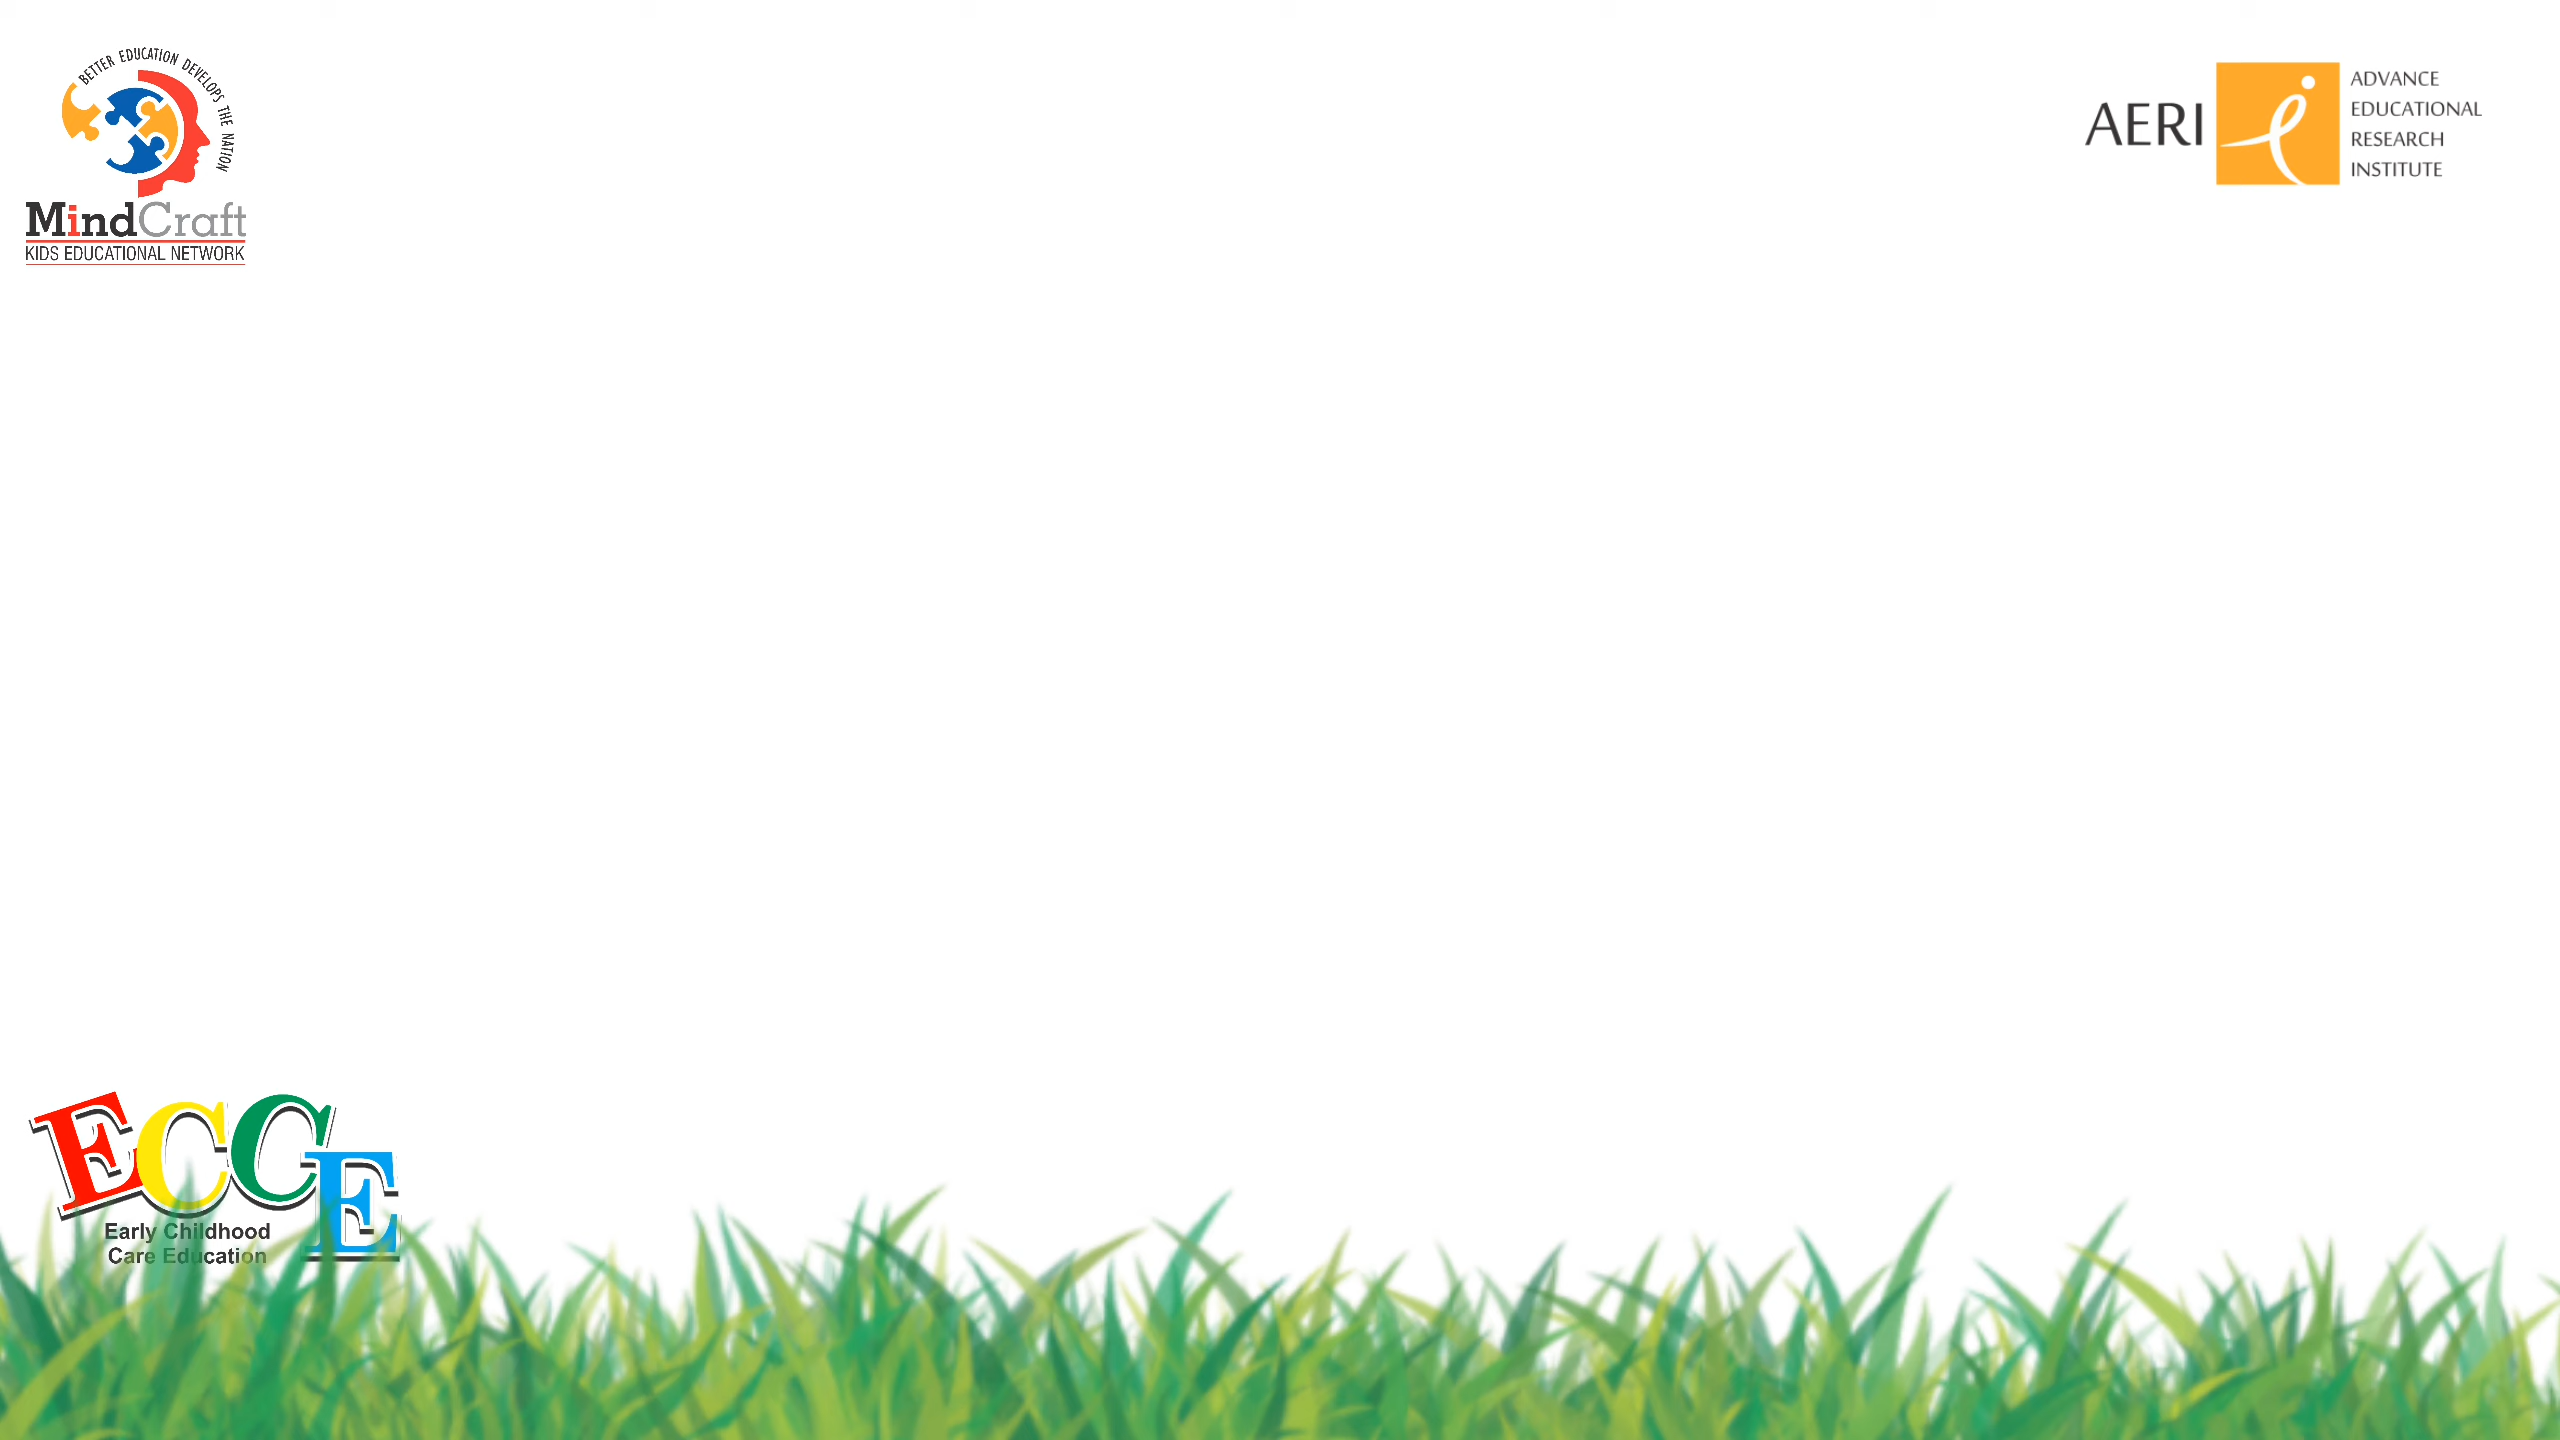 BETTER EDUCATION DEVELOPS THE NATION
MindCraft
KIDS EDUCATIONAL NETWORK
AERI
ADVANCE
EDUCATIONAL
RESEARCH
INSTITUTE
ECCE
Early Childhood
Care Education